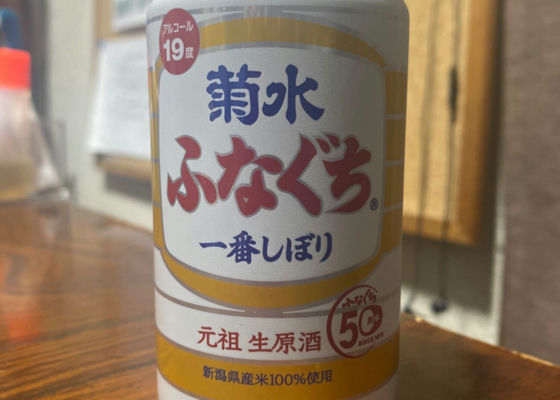 アルコール
19度
菊水
ふなぐち®
一番しぼり
元祖 生原酒
ふなぐち
50
SINCE 1972
新潟県産米100%使用